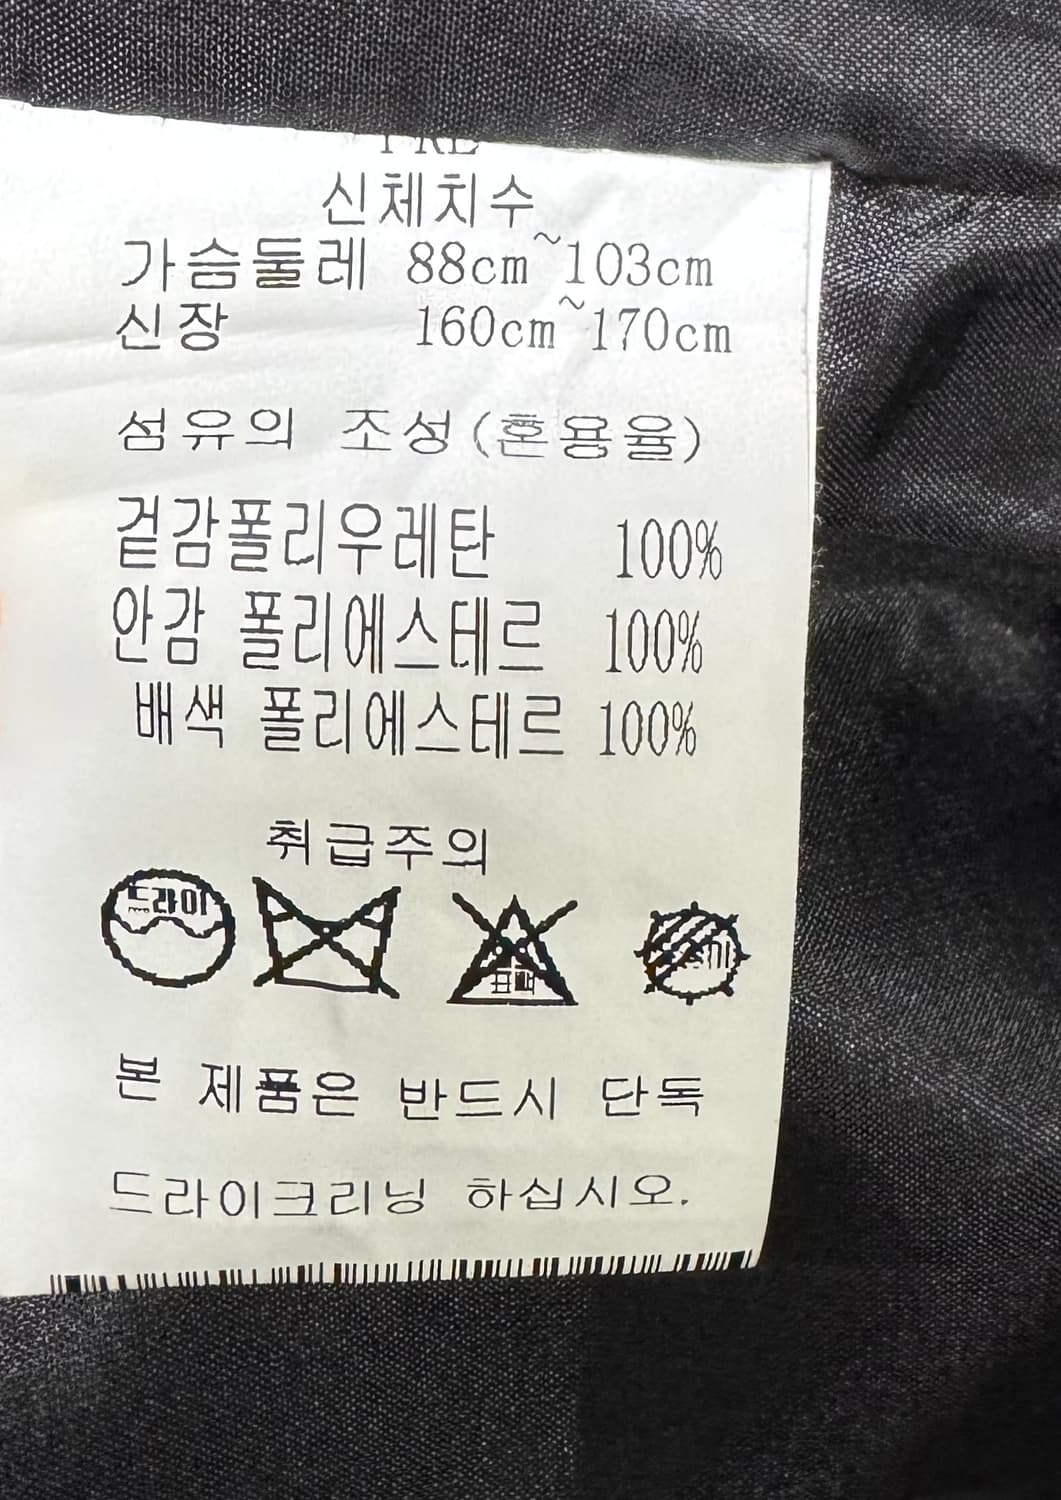 신체치수
가슴둘레 88cm~103cm
신장 160cm~170cm
섬유의 조성(혼용율)
겉감폴리우레탄 100%
안감 폴리에스테르 100%
배색 폴리에스테르 100%
취급주의
드라이
표백
본 제품은 반드시 단독
드라이크리닝 하십시오.